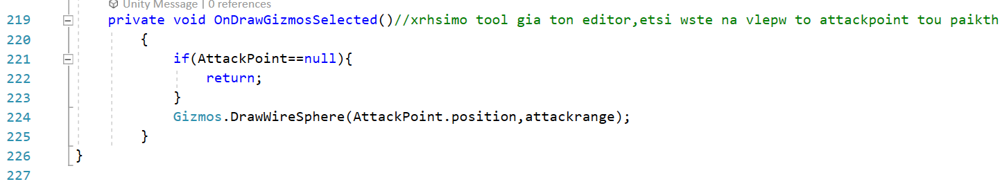 Unity Message | 0 references
219 private void OnDrawGizmosSelected()//xrhsimo tool gia ton editor,etsi wste na vlepw to attackpoint tou paikth
220 {
221 if(AttackPoint==null){
222 return;
223 }
224 Gizmos.DrawWireSphere(AttackPoint.position,attackrange);
225 }
226 }
227